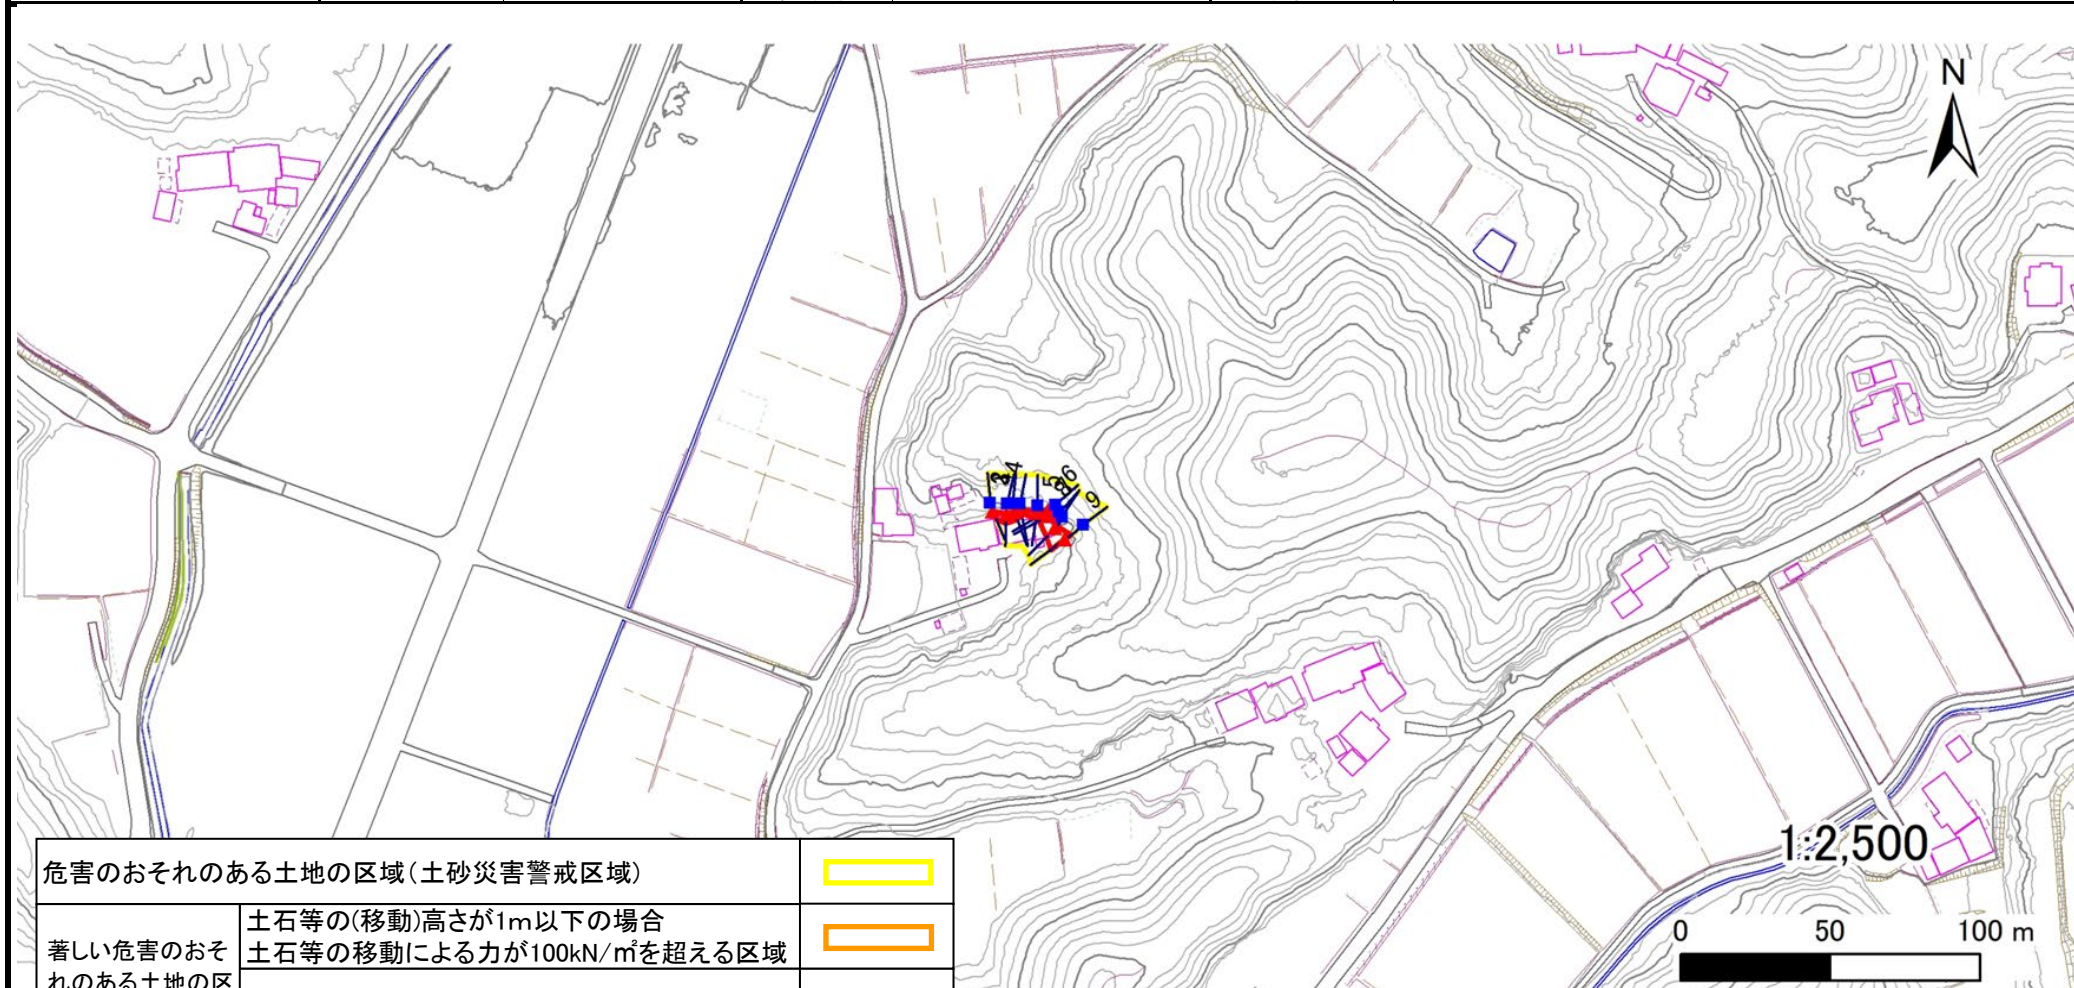 N
4
6
9
危害のおそれのある土地の区域(土砂災害警戒区域)
土石等の(移動)高さが1m以下の場合
土石等の移動による力が100kN/㎡を超える区域
著しい危害のおそ
れのある土地の区
1:2,500
0 50 100 m